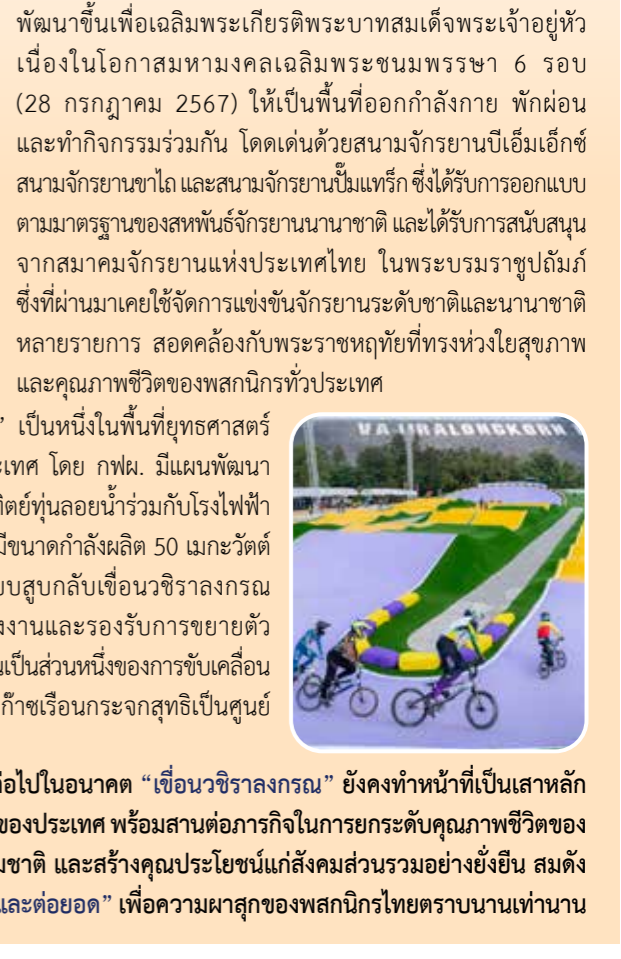 พัฒนาขึ้นเพื่อเฉลิมพระเกียรติพระบาทสมเด็จพระเจ้าอยู่หัว
เนื่องในโอกาสมหามงคลเฉลิมพระชนมพรรษา 6 รอบ
(28 กรกฎาคม 2567) ให้เป็นพื้นที่ออกกำลังกาย พักผ่อน
และทำกิจกรรมร่วมกัน โดดเด่นด้วยสนามจักรยานบีเอ็มเอ็กซ์
สนามจักรยานขาไถ และสนามจักรยานปั๊มแทร็ก ซึ่งได้รับการออกแบบ
ตามมาตรฐานของสหพันธ์จักรยานนานาชาติ และได้รับการสนับสนุน
จากสมาคมจักรยานแห่งประเทศไทย ในพระบรมราชูปถัมภ์
ซึ่งที่ผ่านมาเคยใช้จัดการแข่งขันจักรยานระดับชาติและนานาชาติ
หลายรายการ สอดคล้องกับพระราชหฤทัยที่ทรงห่วงใยสุขภาพ
และคุณภาพชีวิตของพสกนิกรทั่วประเทศ
” เป็นหนึ่งในพื้นที่ยุทธศาสตร์
ะเทศ โดย กฟผ. มีแผนพัฒนา
ทิตย์ทุ่นลอยน้ำร่วมกับโรงไฟฟ้า
มีขนาดกำลังผลิต 50 เมกะวัตต์
บบสูบกลับเขื่อนวชิราลงกรณ
งงานและรองรับการขยายตัว
นเป็นส่วนหนึ่งของการขับเคลื่อน
ก๊าซเรือนกระจกสุทธิเป็นศูนย์
VAJIRALONGKORN
่อไปในอนาคต “เขื่อนวชิราลงกรณ” ยังคงทำหน้าที่เป็นเสาหลัก
ของประเทศ พร้อมสานต่อภารกิจในการยกระดับคุณภาพชีวิตของ
มชาติ และสร้างคุณประโยชน์แก่สังคมส่วนรวมอย่างยั่งยืน สมดัง
และต่อยอด” เพื่อความผาสุกของพสกนิกรไทยตราบนานเท่านาน